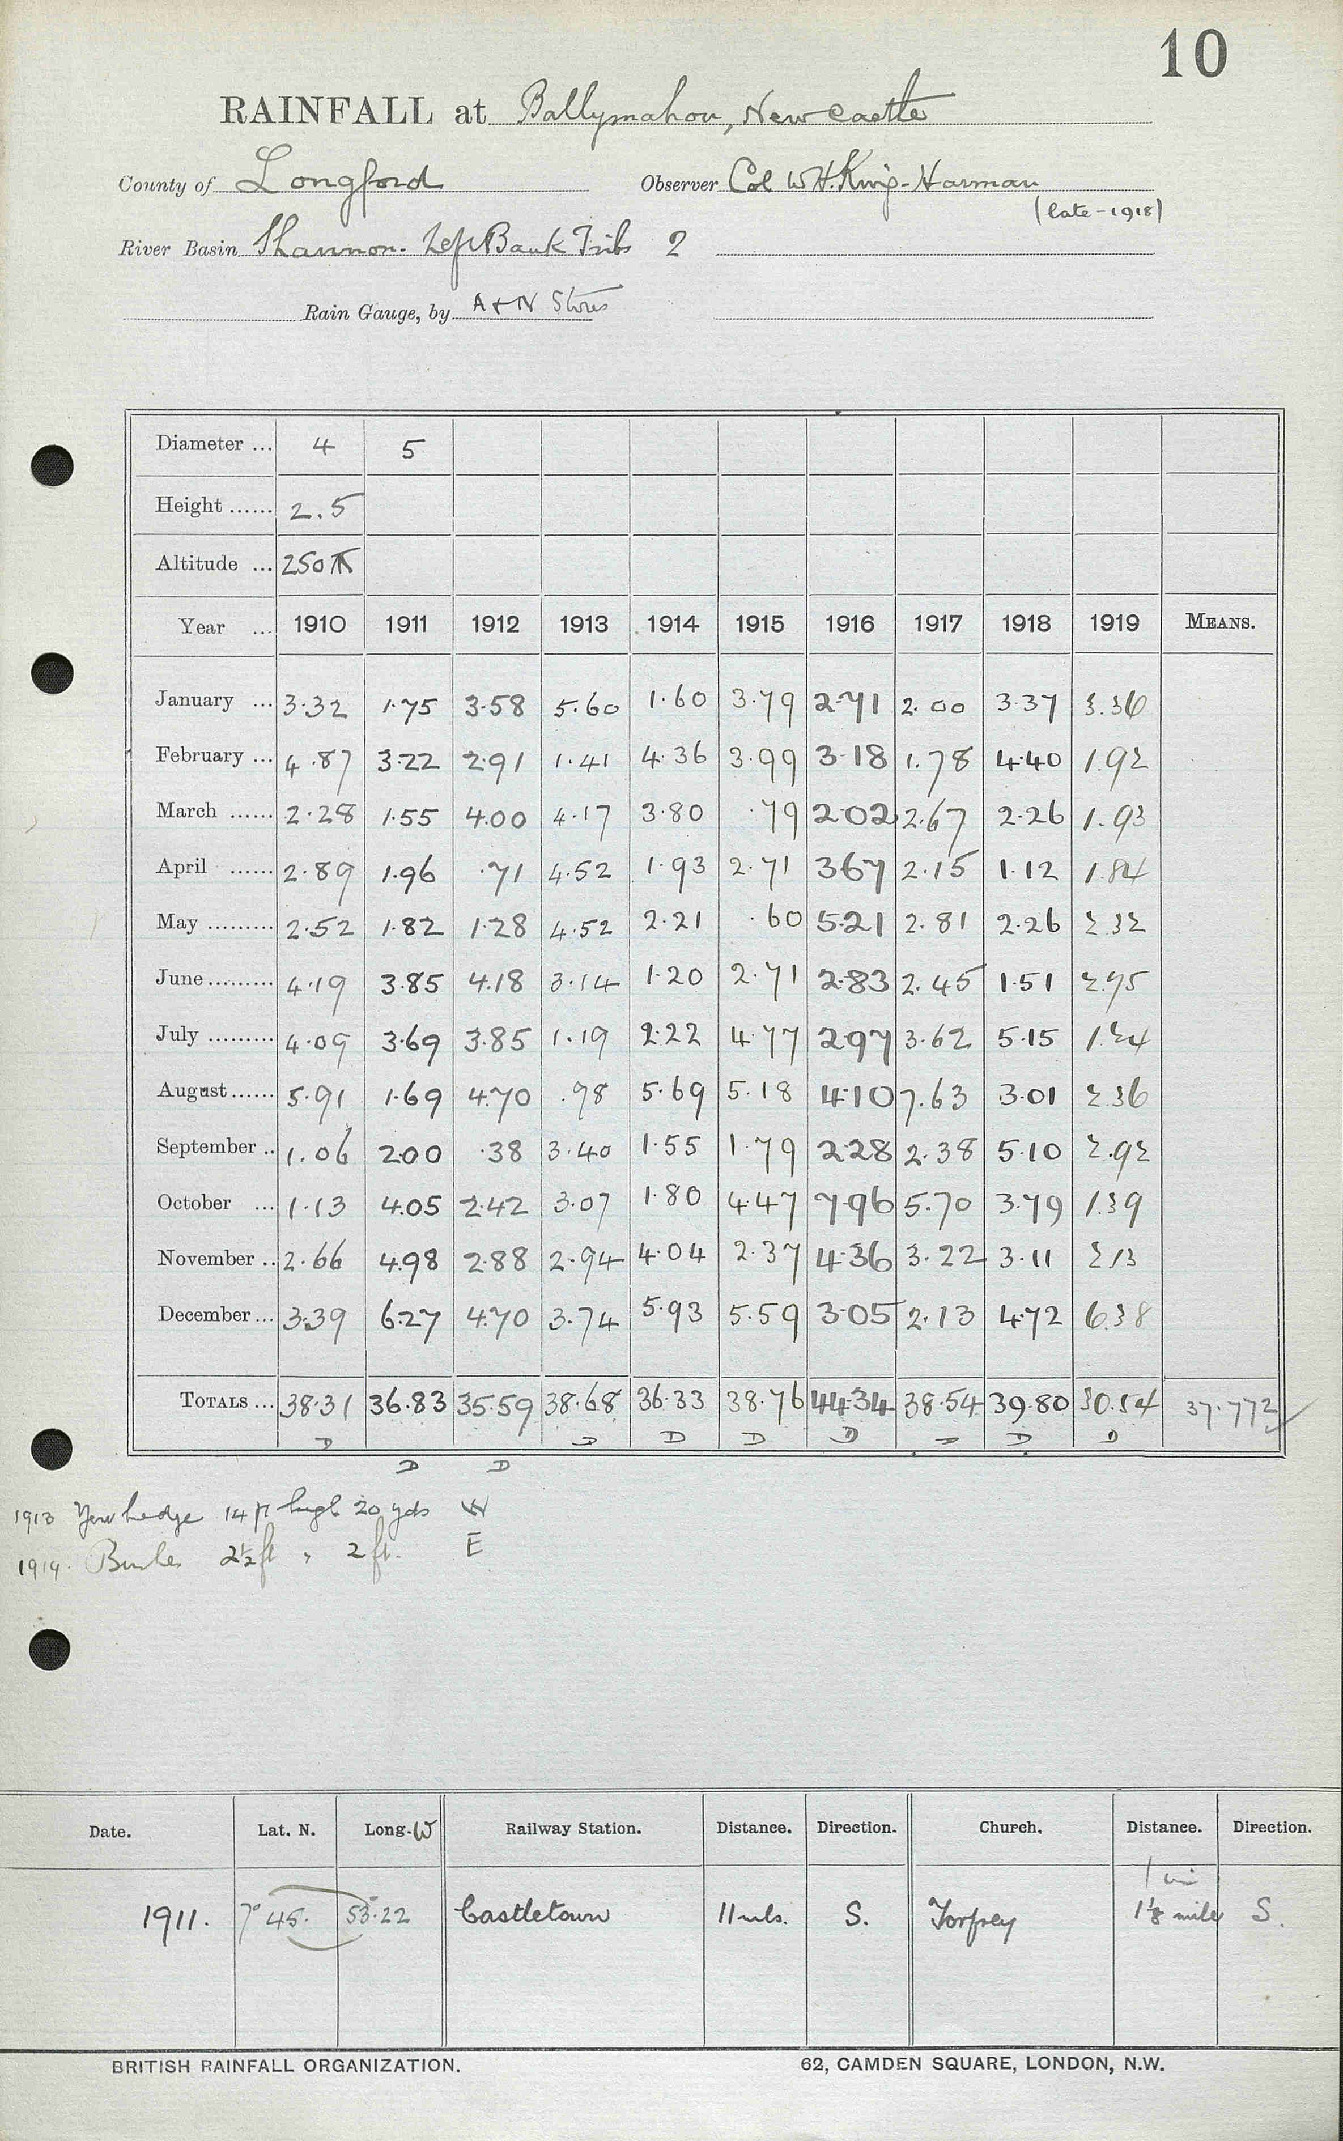 10
RAINFALL at Ballymahon, Newcastle
County of Longford Observer Col W.H. King-Harman
(late-1918)
River Basin Shannon. Left Bank Tribs 2
Rain Gauge, by A & N Stores
Diameter ... 4 5
Height ...... 2.5
Altitude ... 250 ft
Year ... 1910 1911 1912 1913 1914 1915 1916 1917 1918 1919 MEANS.
January ... 3.32 1.75 3.58 5.60 1.60 3.79 2.71 2.00 3.37 3.36
February ... 4.87 3.22 2.91 1.41 4.36 3.99 3.18 1.78 4.40 1.92
March ...... 2.28 1.55 4.00 4.17 3.80 .79 2.02 2.67 2.26 1.93
April ...... 2.89 1.96 .71 4.52 1.93 2.71 3.67 2.15 1.12 1.84
May ......... 2.52 1.82 1.28 4.52 2.21 .60 5.21 2.81 2.26 2.32
June ......... 4.19 3.85 4.18 3.14 1.20 2.71 2.83 2.45 1.51 2.75
July ......... 4.09 3.69 3.85 1.19 2.22 4.77 2.97 3.62 5.15 1.24
August ...... 5.91 1.69 4.70 .98 5.69 5.18 4.10 7.63 3.01 2.36
September .. 1.06 2.00 .38 3.40 1.55 1.79 2.28 2.38 5.10 2.92
October ... 1.13 4.05 2.42 3.07 1.80 4.47 7.96 5.70 3.79 1.39
November .. 2.66 4.98 2.88 2.94 4.04 2.37 4.36 3.22 3.11 2.13
December ... 3.39 6.27 4.70 3.74 5.93 5.59 3.05 2.13 4.72 6.38
TOTALS ... 38.31 36.83 35.59 38.68 36.33 38.76 44.34 38.54 39.80 30.54 37.772
D D D D D D D D
D D
1913 Yew hedge 14 ft high 20 yds W
1914. 2½ ft " 2 ft. E
Date. Lat. N. Long. W Railway Station. Distance. Direction. Church. Distance. Direction.
1 mi
1911. 7° 45. 53° 22 Castletown 11 mls. S. Forgney 1⅛ mile S.
BRITISH RAINFALL ORGANIZATION. 62, CAMDEN SQUARE, LONDON, N.W.